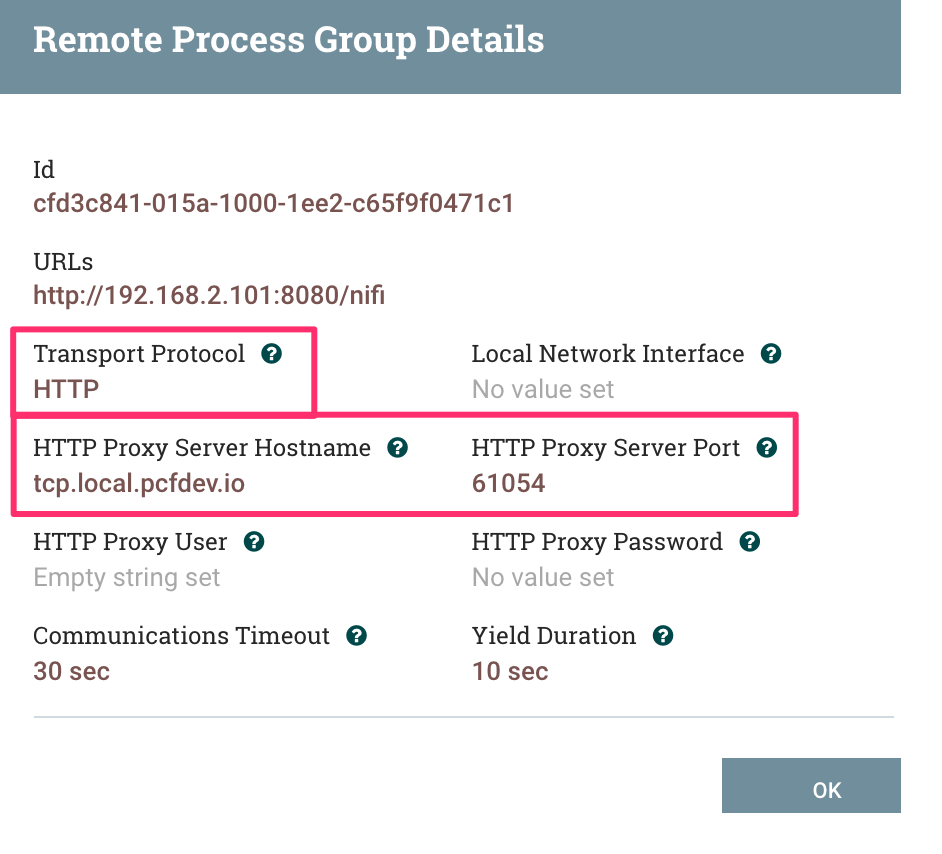 Remote Process Group Details
Id
cfd3c841-015a-1000-1ee2-c65f9f0471c1
URLs
http://192.168.2.101:8080/nifi
Transport Protocol ?
HTTP
Local Network Interface ?
No value set
HTTP Proxy Server Hostname ?
tcp.local.pcfdev.io
HTTP Proxy Server Port ?
61054
HTTP Proxy User ?
Empty string set
HTTP Proxy Password ?
No value set
Communications Timeout ?
30 sec
Yield Duration ?
10 sec
OK